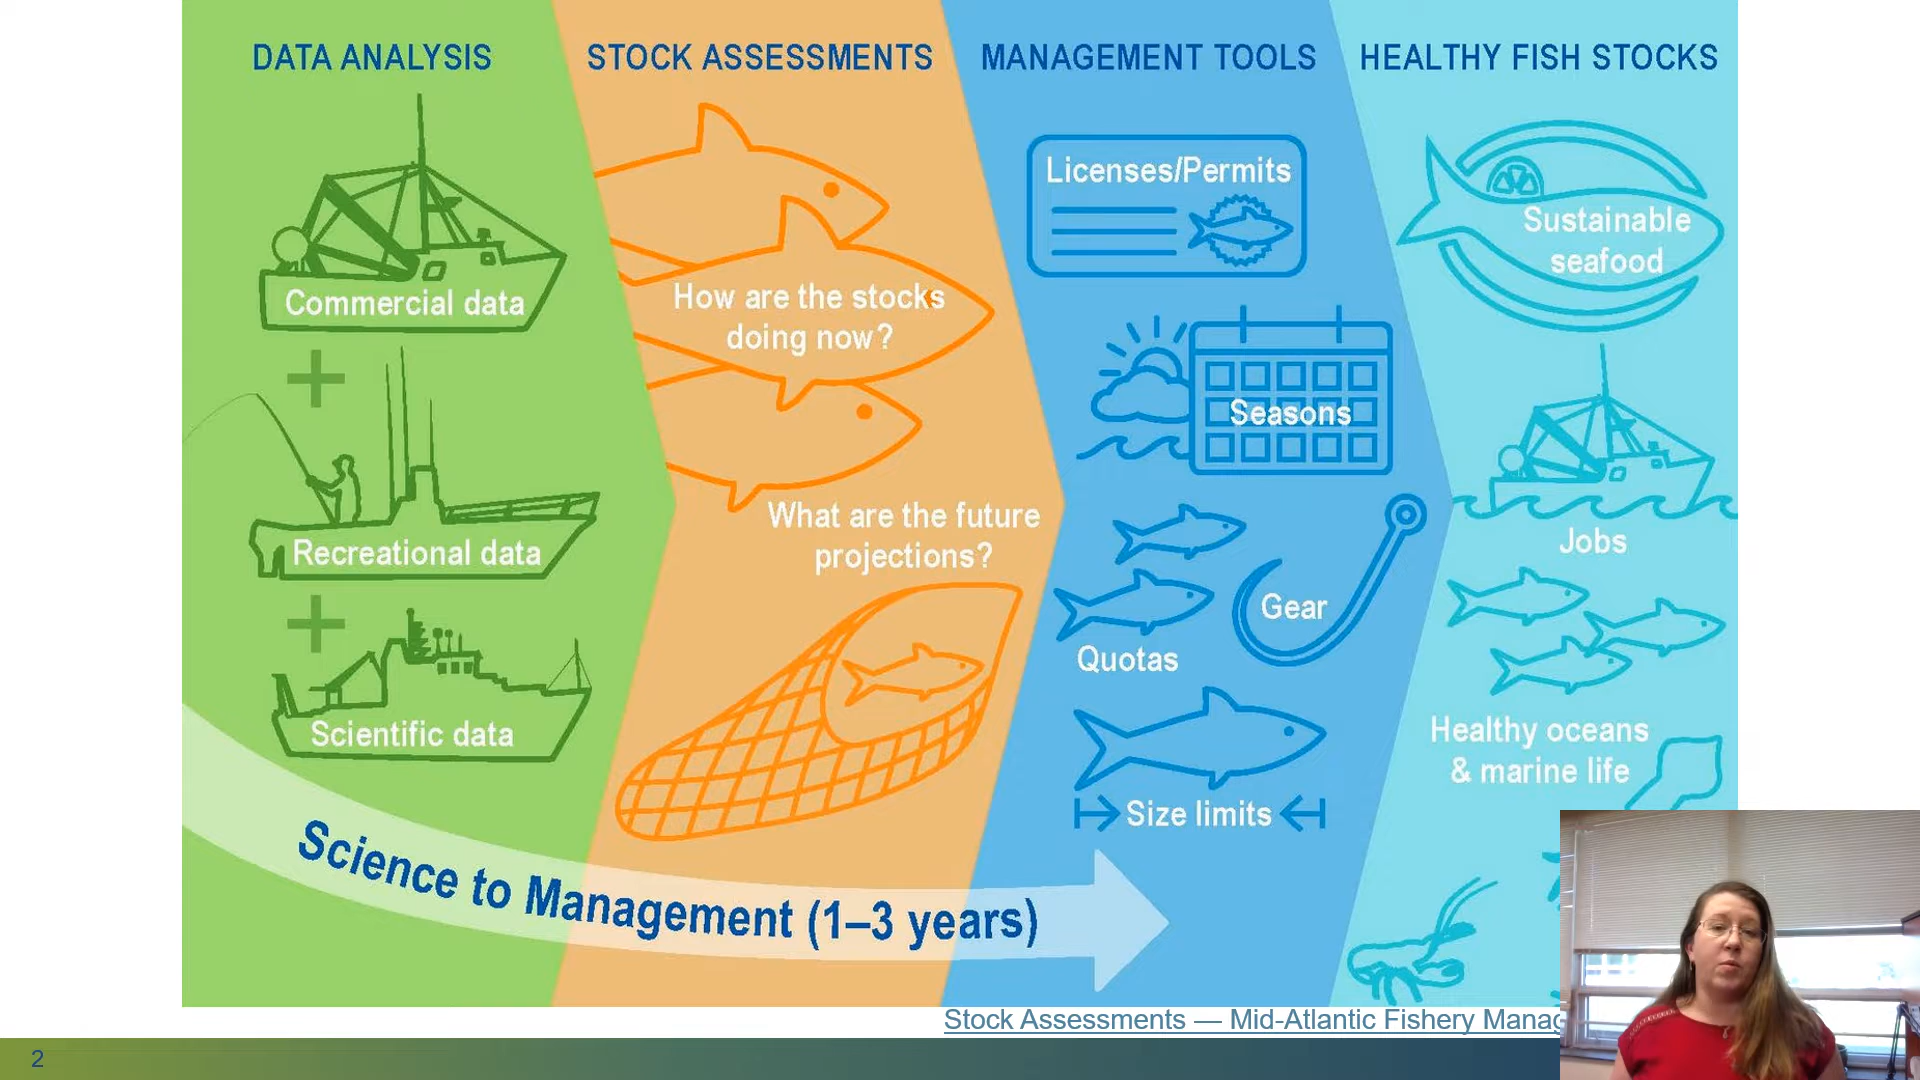 DATA ANALYSIS
Commercial data
Recreational data
Scientific data
STOCK ASSESSMENTS
How are the stocks
doing now?
What are the future
projections?
MANAGEMENT TOOLS
Licenses/Permits
Seasons
Gear
Quotas
Size limits
HEALTHY FISH STOCKS
Sustainable
seafood
Jobs
Healthy oceans
& marine life
Science to Management (1–3 years)
Stock Assessments — Mid-Atlantic Fishery
2